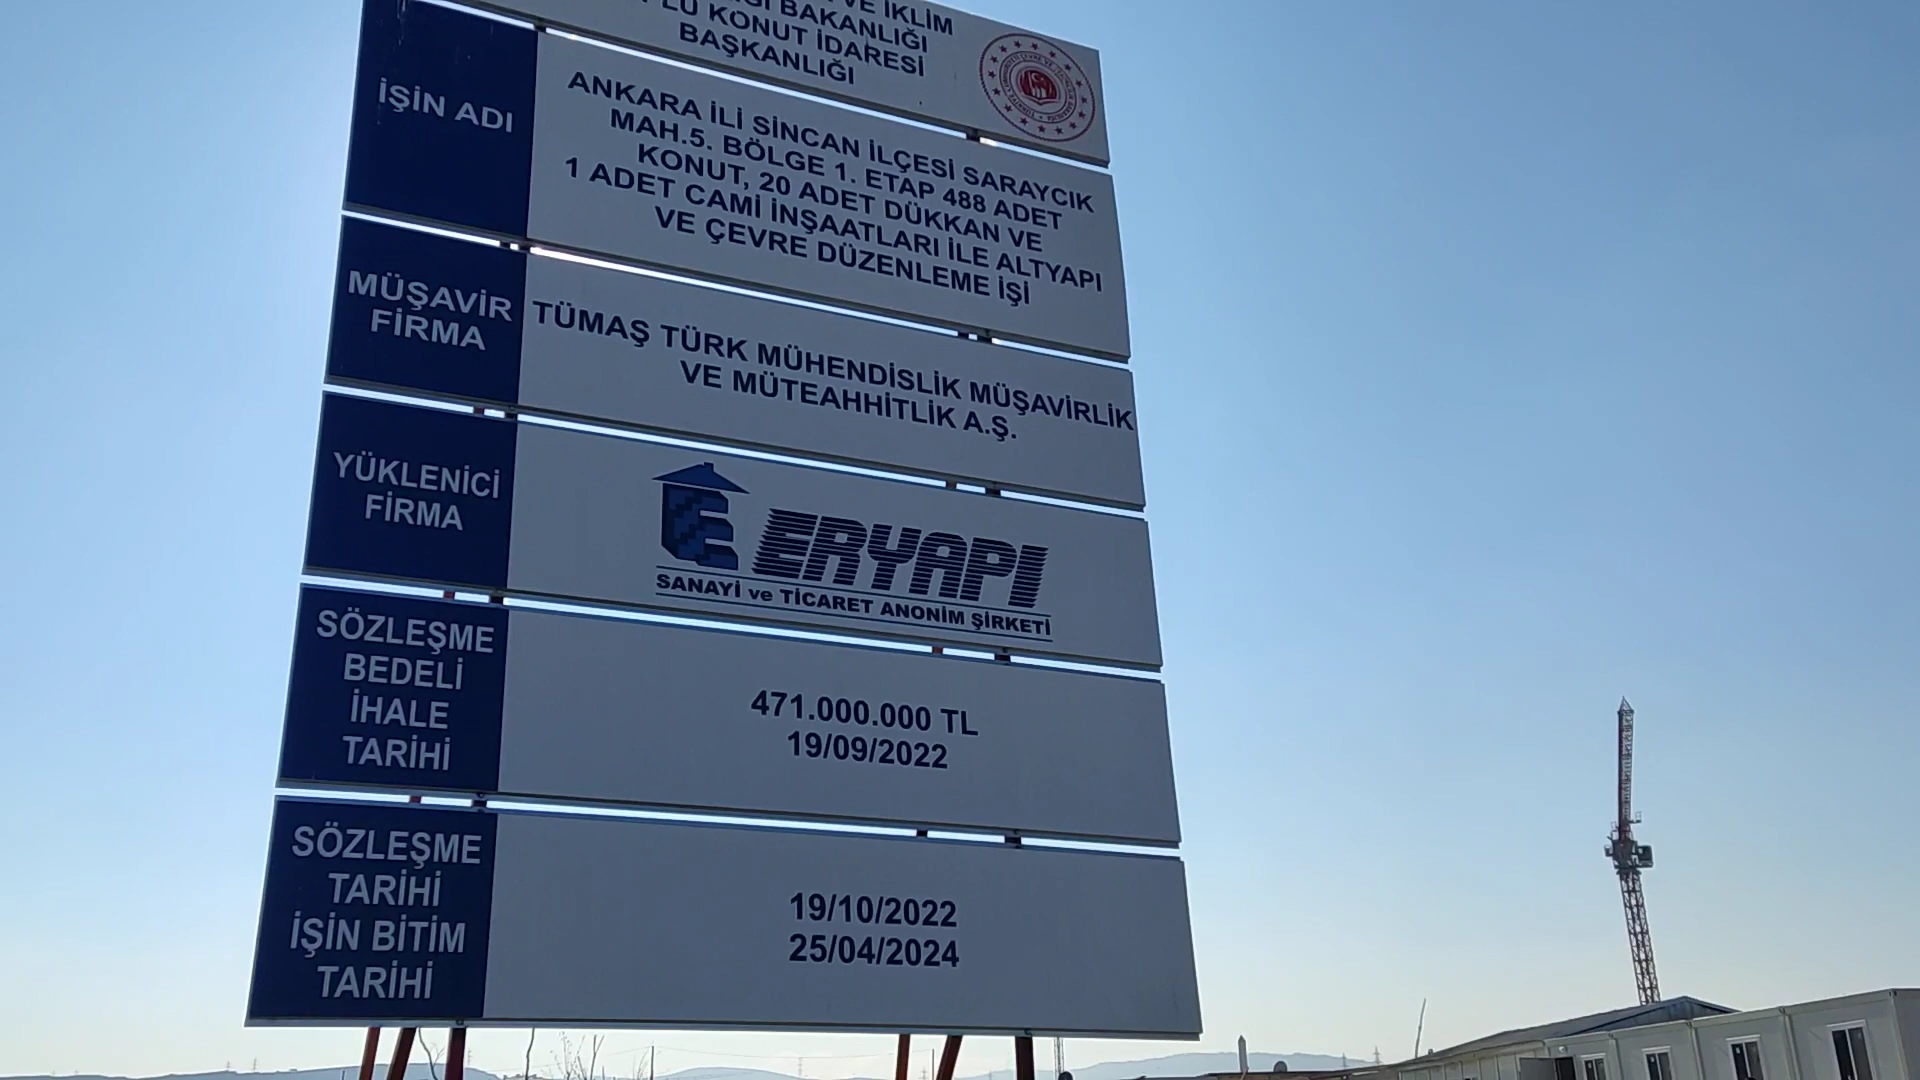 VE İKLİM
BAKANLIĞI
KONUT İDARESİ
BAŞKANLIĞI
İŞİN ADI
ANKARA İLİ SİNCAN İLÇESİ SARAYCIK
MAH.5. BÖLGE 1. ETAP 488 ADET
KONUT, 20 ADET DÜKKAN VE
1 ADET CAMİ İNŞAATLARI İLE ALTYAPI
VE ÇEVRE DÜZENLEME İŞİ
MÜŞAVİR
FİRMA
TÜMAŞ TÜRK MÜHENDİSLİK MÜŞAVİRLİK
VE MÜTEAHHİTLİK A.Ş.
YÜKLENİCİ
FİRMA
ERYAPI
SANAYİ ve TİCARET ANONİM ŞİRKETİ
SÖZLEŞME
BEDELİ
İHALE
TARİHİ
471.000.000 TL
19/09/2022
SÖZLEŞME
TARİHİ
İŞİN BİTİM
TARİHİ
19/10/2022
25/04/2024